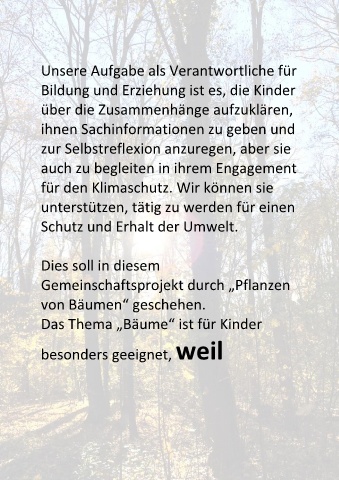 Unsere Aufgabe als Verantwortliche für
Bildung und Erziehung ist es, die Kinder
über die Zusammenhänge aufzuklären,
ihnen Sachinformationen zu geben und
zur Selbstreflexion anzuregen, aber sie
auch zu begleiten in ihrem Engagement
für den Klimaschutz. Wir können sie
unterstützen, tätig zu werden für einen
Schutz und Erhalt der Umwelt.

Dies soll in diesem
Gemeinschaftsprojekt durch „Pflanzen
von Bäumen“ geschehen.
Das Thema „Bäume“ ist für Kinder
besonders geeignet, weil